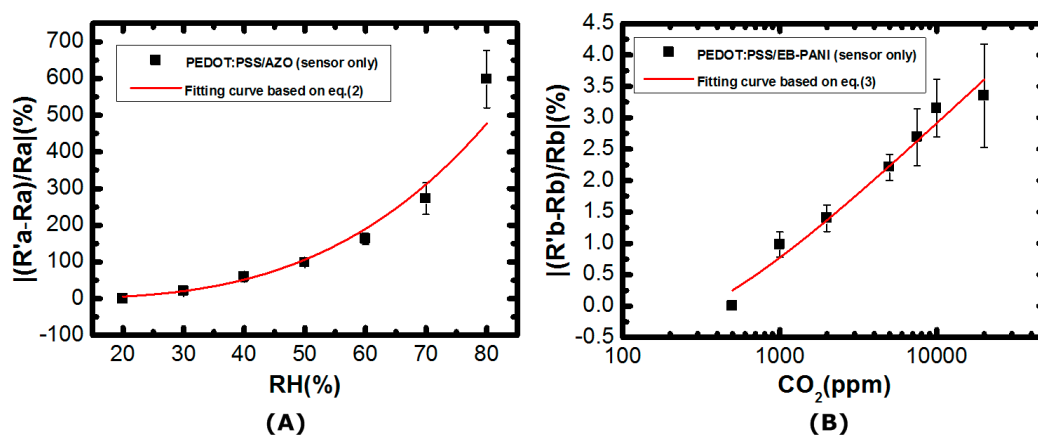 700
600
500
400
300
200
100
0
-100
|(R'a-Ra)/Ra|(%)
PEDOT:PSS/AZO (sensor only)
Fitting curve based on eq.(2)
20 30 40 50 60 70 80
RH(%)
(A)
4.5
4.0
3.5
3.0
2.5
2.0
1.5
1.0
0.5
0.0
-0.5
|(R'b-Rb)/Rb|(%)
PEDOT:PSS/EB-PANI (sensor only)
Fitting curve based on eq.(3)
100 1000 10000
CO₂(ppm)
(B)